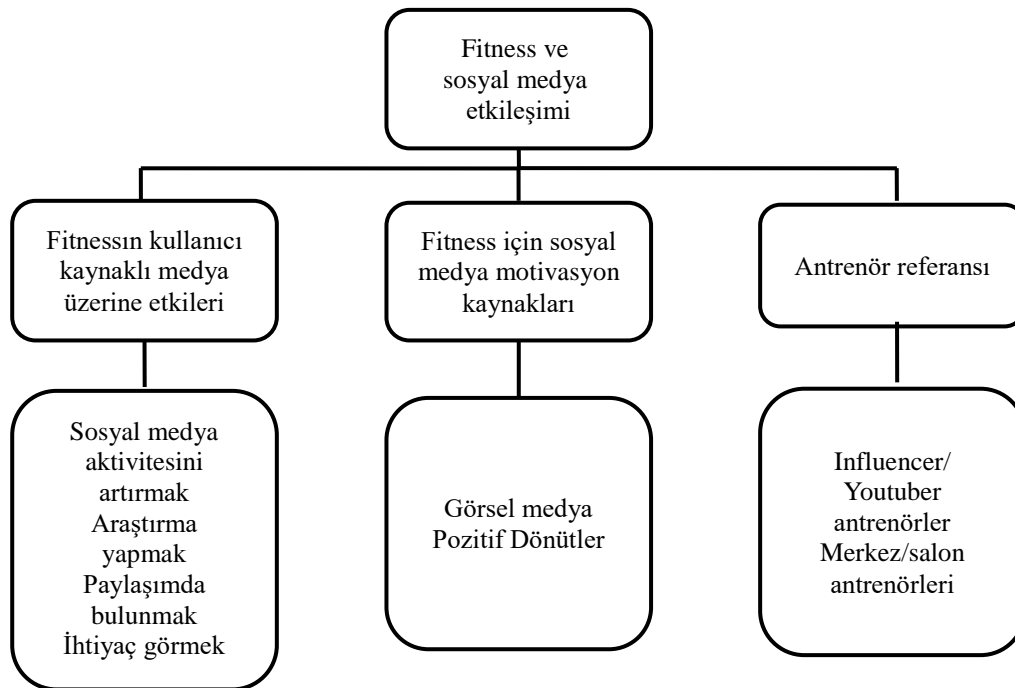 Fitness ve
sosyal medya
etkileşimi
Fitnessın kullanıcı
kaynaklı medya
üzerine etkileri
Fitness için sosyal
medya motivasyon
kaynakları
Antrenör referansı
Sosyal medya
aktivitesini
artırmak
Araştırma
yapmak
Paylaşımda
bulunmak
İhtiyaç görmek
Görsel medya
Pozitif Dönütler
Influencer/
Youtuber
antrenörler
Merkez/salon
antrenörleri